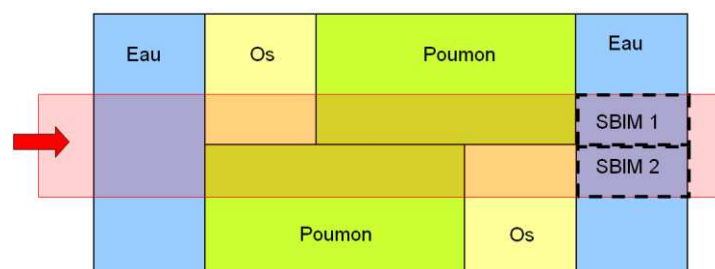 Eau
Os
Poumon
Eau
SBIM 1
SBIM 2
Poumon
Os